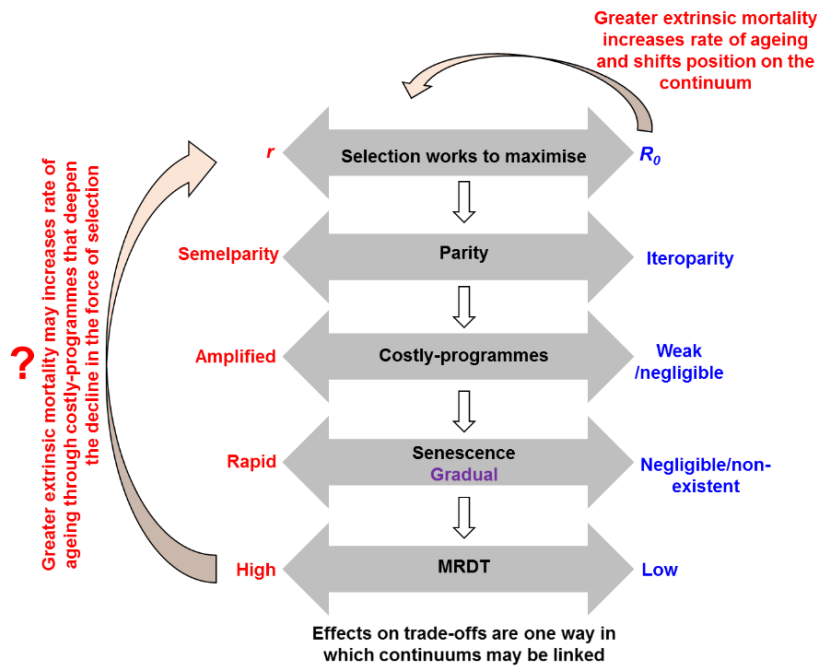 Greater extrinsic mortality
increases rate of ageing
and shifts position on the
continuum
r
Selection works to maximise
R0
Semelparity
Parity
Iteroparity
?
Greater extrinsic mortality may increases rate of
ageing through costly-programmes that deepen
the decline in the force of selection
Amplified
Costly-programmes
Weak
/negligible
Rapid
Senescence
Gradual
Negligible/non-
existent
High
MRDT
Low
Effects on trade-offs are one way in
which continuums may be linked